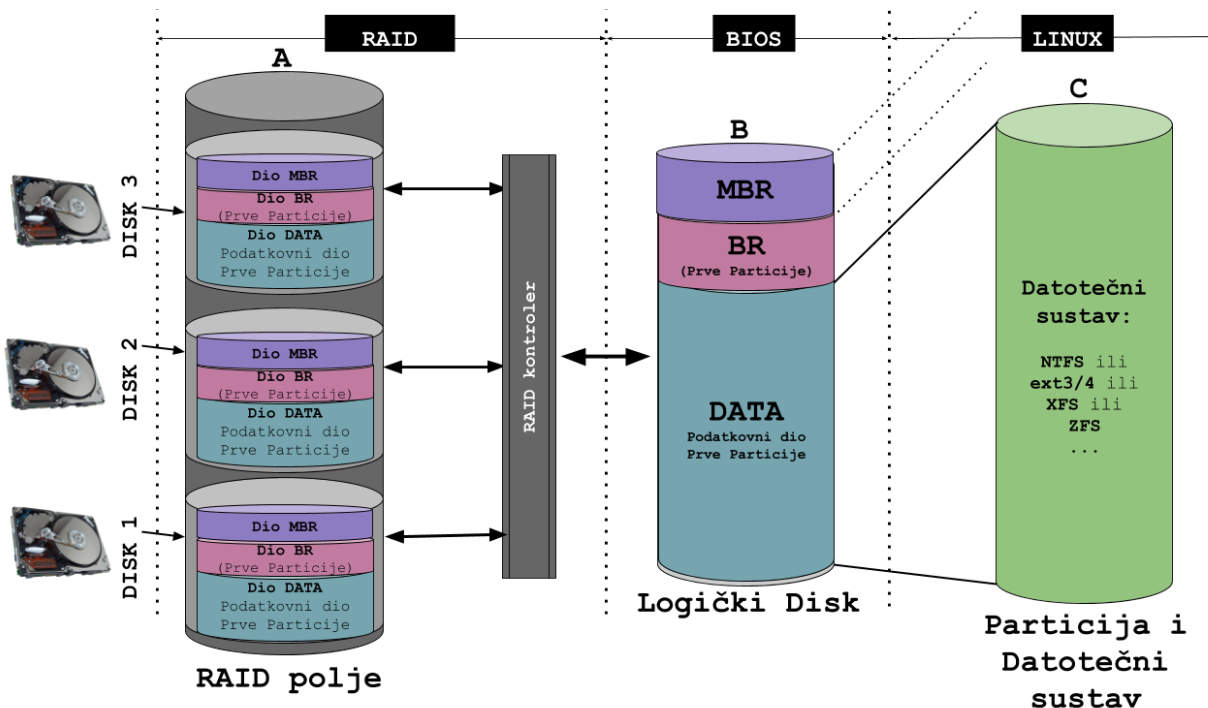 RAID
BIOS
LINUX
A
DISK 3
Dio MBR
Dio BR
(Prve Particije)
Dio DATA
Podatkovni dio
Prve Particije
DISK 2
Dio MBR
Dio BR
(Prve Particije)
Dio DATA
Podatkovni dio
Prve Particije
DISK 1
Dio MBR
Dio BR
(Prve Particije)
Dio DATA
Podatkovni dio
Prve Particije
RAID polje
RAID kontroler
B
MBR
BR
(Prve Particije)
DATA
Podatkovni dio
Prve Particije
Logički Disk
C
Datotečni
sustav:
NTFS ili
ext3/4 ili
XFS ili
ZFS
...
Particija i
Datotečni
sustav